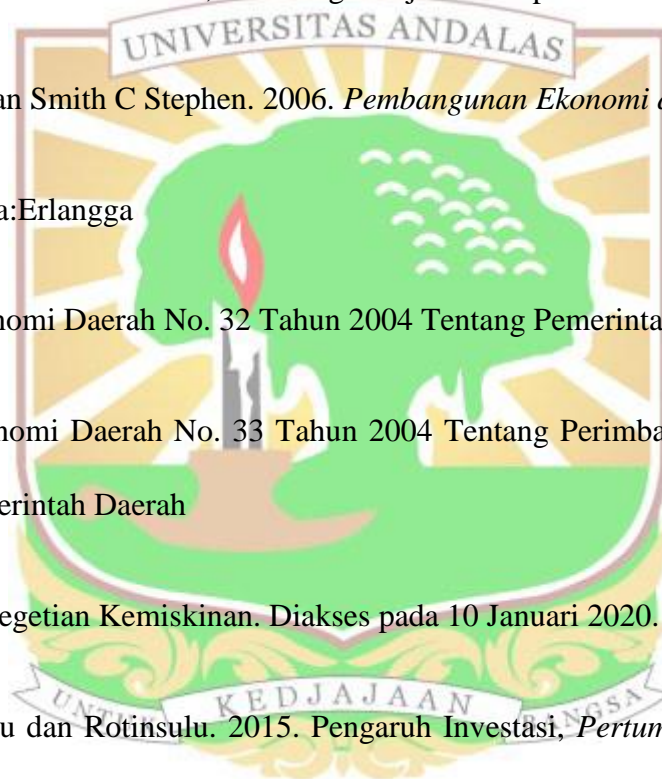 UNIVERSITAS ANDALAS
an Smith C Stephen. 2006. Pembangunan Ekonomi
a:Erlangga
nomi Daerah No. 32 Tahun 2004 Tentang Pemerinta
nomi Daerah No. 33 Tahun 2004 Tentang Perimba
erintah Daerah
egetian Kemiskinan. Diakses pada 10 Januari 2020.
UNTUK KEDJAJAAN BANGSA
u dan Rotinsulu. 2015. Pengaruh Investasi, Pertum